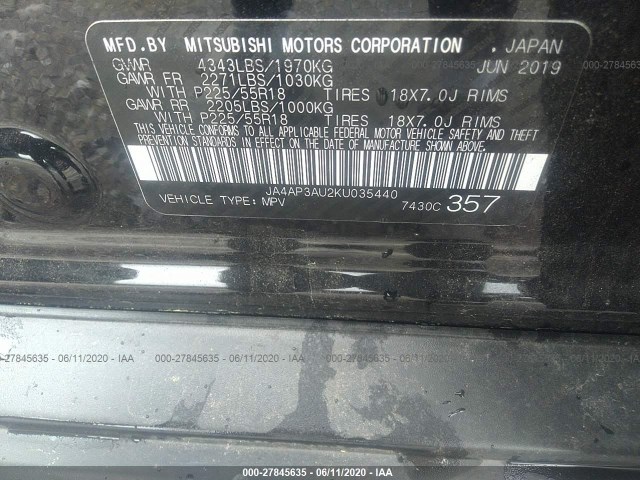 MFD.BY MITSUBISHI MOTORS CORPORATION . JAPAN
GVWR 4343LBS/1970KG JUN 2019
GAWR FR 2271LBS/1030KG
WITH P225/55R18 TIRES 18X7.0J RIMS
GAWR RR 2205LBS/1000KG
WITH P225/55R18 TIRES 18X7.0J RIMS
THIS VEHICLE CONFORMS TO ALL APPLICABLE FEDERAL MOTOR VEHICLE SAFETY AND THEFT
PREVENTION STANDARDS IN EFFECT ON THE DATE OF MANUFACTURE SHOWN ABOVE.
JA4AP3AU2KU035440
VEHICLE TYPE: MPV 7430C 357
000-27845635 - 06/11/2020 - IAA
000-27845635 - 06/11/2020 - IAA
000-27845635 - 06/11/2020 - IAA
000-27845635 - 06/11/2020 - IAA